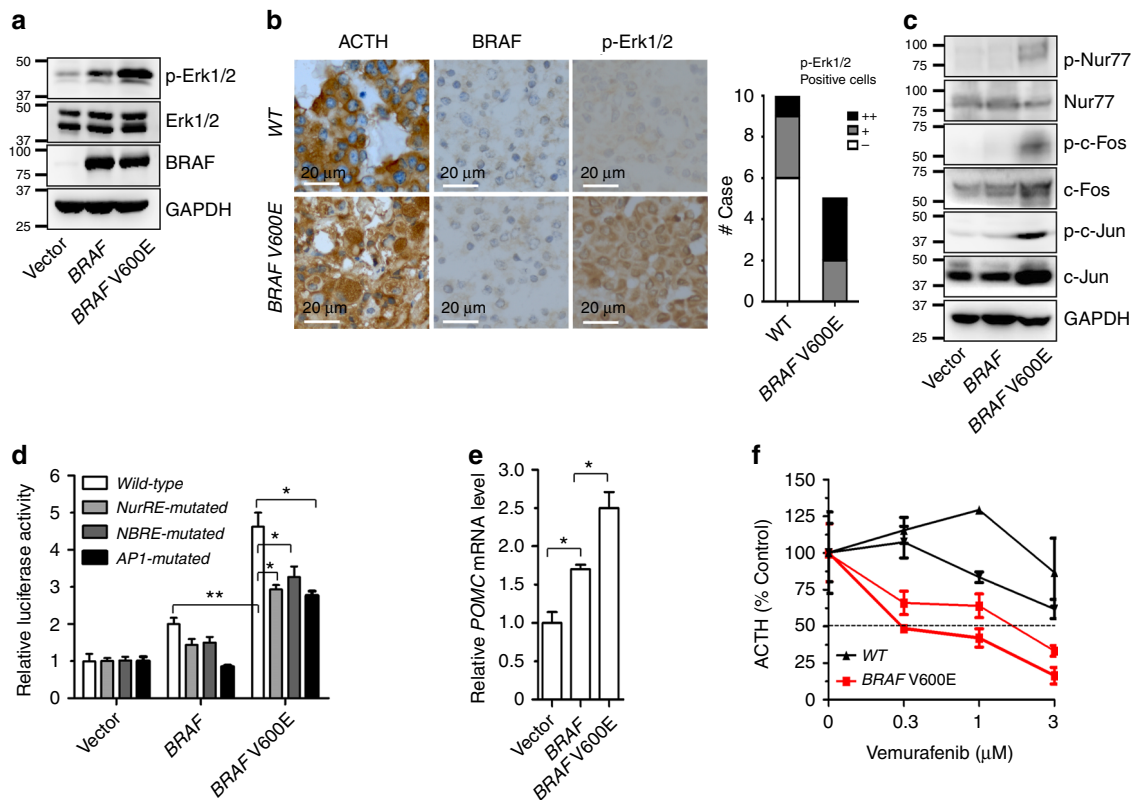 a
50
37
50
37
100
75
37
25
p-Erk1/2
Erk1/2
BRAF
GAPDH
Vector
BRAF
BRAF V600E
b
ACTH
BRAF
p-Erk1/2
WT
BRAF V600E
20 μm
20 μm
20 μm
20 μm
20 μm
20 μm
p-Erk1/2
Positive cells
++
+
–
# Case
10
8
6
4
2
0
WT
BRAF V600E
c
100
75
100
75
75
50
75
50
50
37
50
37
37
25
p-Nur77
Nur77
p-c-Fos
c-Fos
p-c-Jun
c-Jun
GAPDH
Vector
BRAF
BRAF V600E
d
Relative luciferase activity
6
5
4
3
2
1
0
Wild-type
NurRE-mutated
NBRE-mutated
AP1-mutated
**
*
*
*
Vector
BRAF
BRAF V600E
e
Relative POMC mRNA level
3.0
2.5
2.0
1.5
1.0
0.5
0.0
*
*
Vector
BRAF
BRAF V600E
f
ACTH (% Control)
150
125
100
75
50
25
0
WT
BRAF V600E
0
0.3
1
3
Vemurafenib (μM)